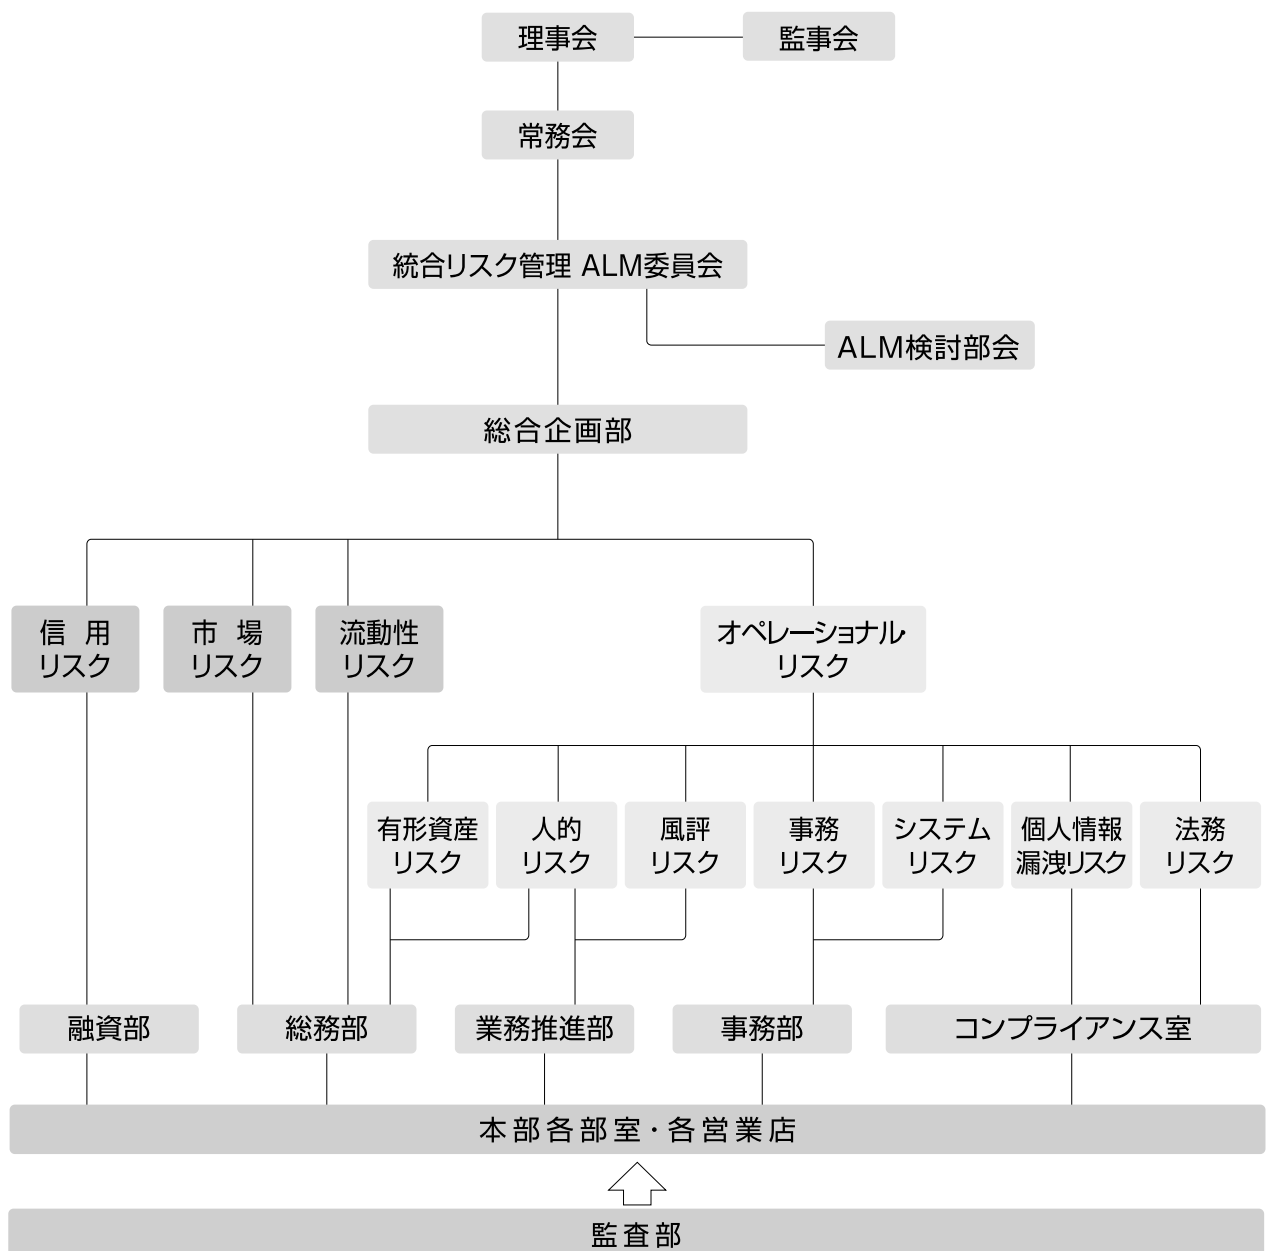 理事会
監事会
常務会
統合リスク管理 ALM委員会
ALM検討部会
総合企画部
信 用
リスク
市 場
リスク
流動性
リスク
オペレーショナル・
リスク
有形資産
リスク
人的
リスク
風評
リスク
事務
リスク
システム
リスク
個人情報
漏洩リスク
法務
リスク
融資部
総務部
業務推進部
事務部
コンプライアンス室
本部各部室・各営業店
監査部